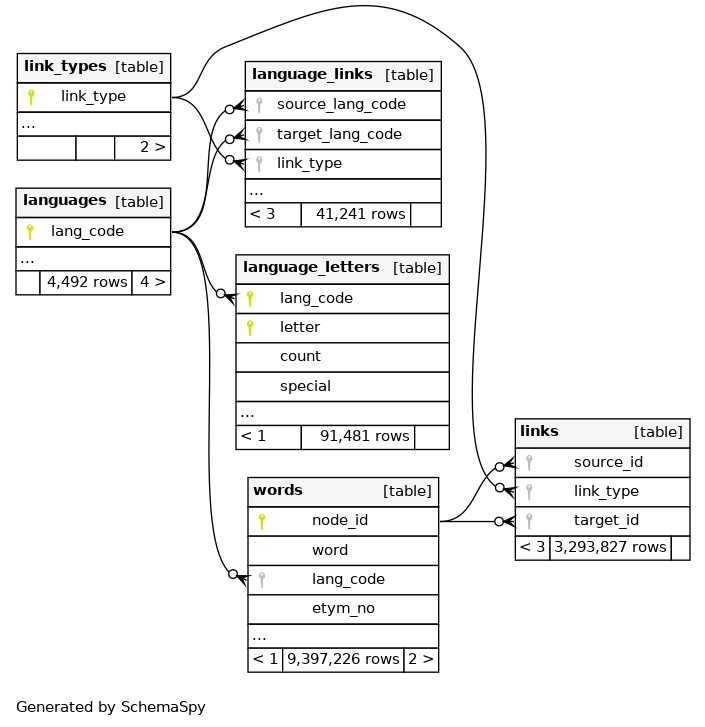 link_types [table]
link_type
...
2 >
languages [table]
lang_code
...
4,492 rows 4 >
language_links [table]
source_lang_code
target_lang_code
link_type
...
< 3 41,241 rows
language_letters [table]
lang_code
letter
count
special
...
< 1 91,481 rows
words [table]
node_id
word
lang_code
etym_no
...
< 1 9,397,226 rows 2 >
links [table]
source_id
link_type
target_id
< 3 3,293,827 rows
Generated by SchemaSpy